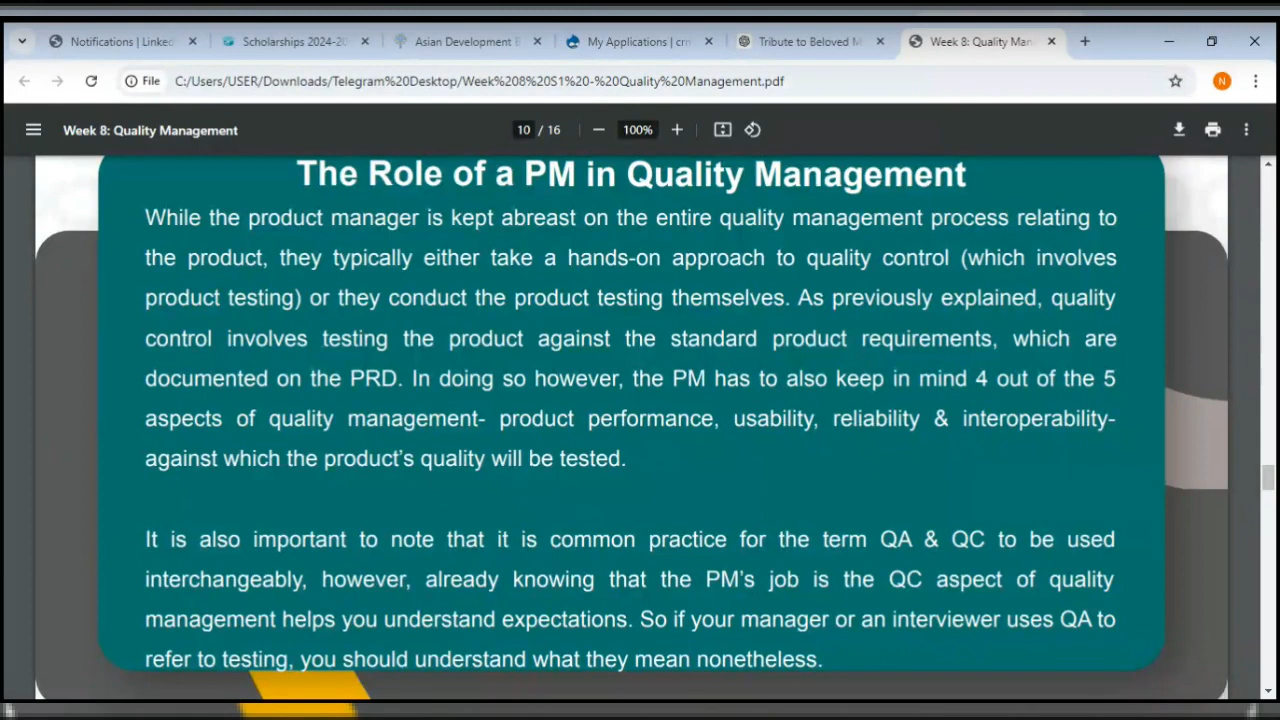 Notifications | Linke
Scholarships 2024-20
Asian Development
My Applications | crn
Tribute to Beloved M
Week 8: Quality Man
File
C:/Users/USER/Downloads/Telegram%20Desktop/Week%208%20S1%20-%20Quality%20Management.pdf
N
Week 8: Quality Management
10 / 16
100%
The Role of a PM in Quality Management
While the product manager is kept abreast on the entire quality management process relating to
the product, they typically either take a hands-on approach to quality control (which involves
product testing) or they conduct the product testing themselves. As previously explained, quality
control involves testing the product against the standard product requirements, which are
documented on the PRD. In doing so however, the PM has to also keep in mind 4 out of the 5
aspects of quality management- product performance, usability, reliability & interoperability-
against which the product's quality will be tested.
It is also important to note that it is common practice for the term QA & QC to be used
interchangeably, however, already knowing that the PM's job is the QC aspect of quality
management helps you understand expectations. So if your manager or an interviewer uses QA to
refer to testing, you should understand what they mean nonetheless.